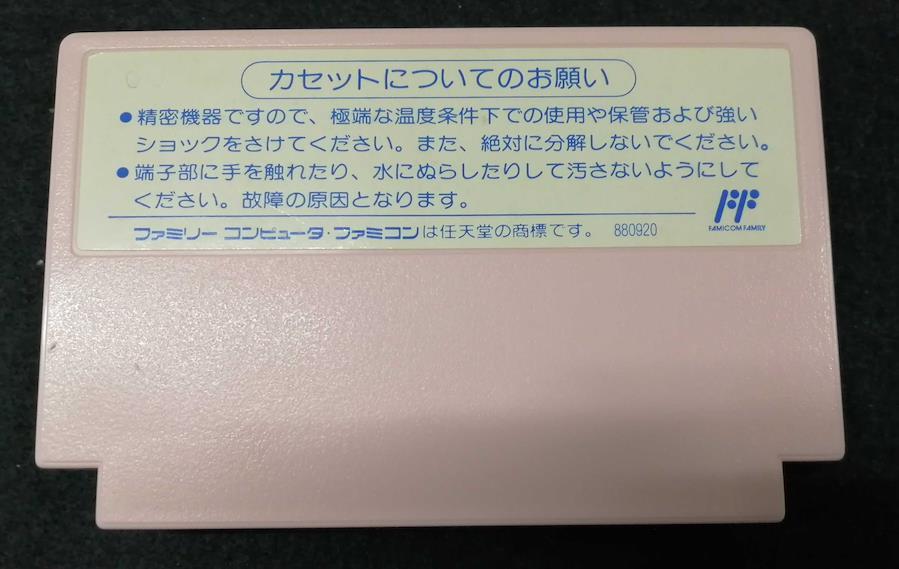 カセットについてのお願い
●精密機器ですので、極端な温度条件下での使用や保管および強い
ショックをさけてください。また、絶対に分解しないでください。
●端子部に手を触れたり、水にぬらしたりして汚さないようにして
ください。故障の原因となります。
FF
FAMICOM FAMILY
ファミリー コンピュータ・ファミコンは任天堂の商標です。 880920